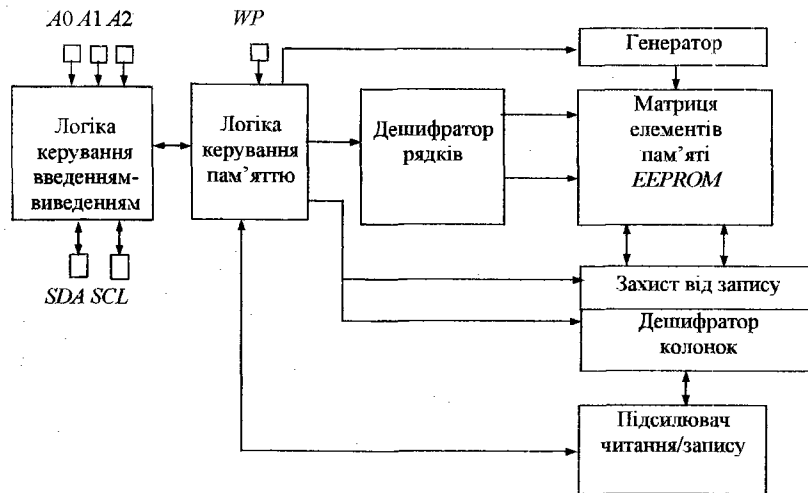 A0 A1 A2
WP
Генератор
Логіка
керування
введенням-
виведенням
Логіка
керування
пам’яттю
Дешифратор
рядків
Матриця
елементів
пам’яті
EEPROM
SDA SCL
Захист від запису
Дешифратор
колонок
Підсилювач
читання/запису